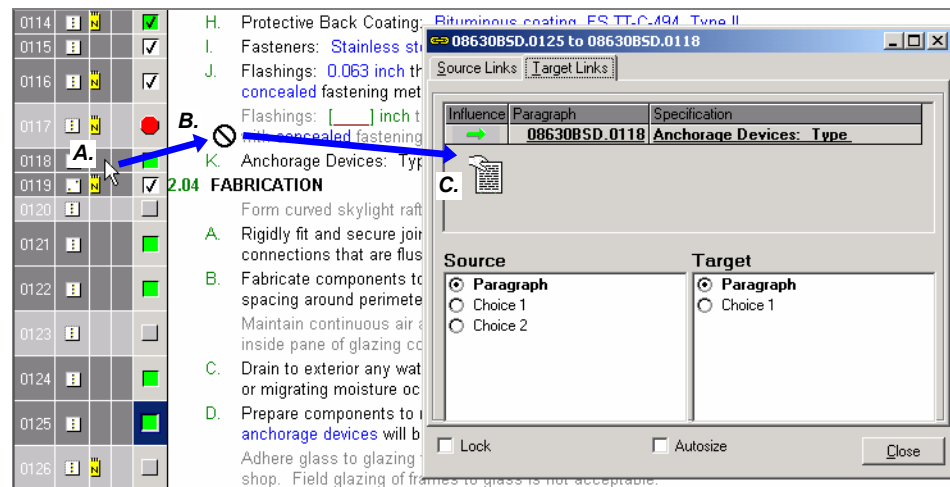 0114 N H. Protective Back Coating: Bituminous coating, FS TT-C-494, Type II
0115 I. Fasteners: Stainless st
0116 N J. Flashings: 0.063 inch th
concealed fastening met
0117 N Flashings: [____] inch t
with concealed fastening
0118 K. Anchorage Devices: Typ
0119 N 2.04 FABRICATION
0120 Form curved skylight raft
0121 A. Rigidly fit and secure join
connections that are flus
0122 B. Fabricate components to
spacing around perimete
0123 Maintain continuous air a
inside pane of glazing co
0124 C. Drain to exterior any wat
or migrating moisture oc
0125 D. Prepare components to r
anchorage devices will b
0126 N Adhere glass to glazing
shop. Field glazing of frames to glass is not acceptable.
A.
B.
C.
08630BSD.0125 to 08630BSD.0118
Source Links Target Links
Influence Paragraph Specification
08630BSD.0118 Anchorage Devices: Type
Source Target
Paragraph Paragraph
Choice 1 Choice 1
Choice 2
Lock Autosize Close